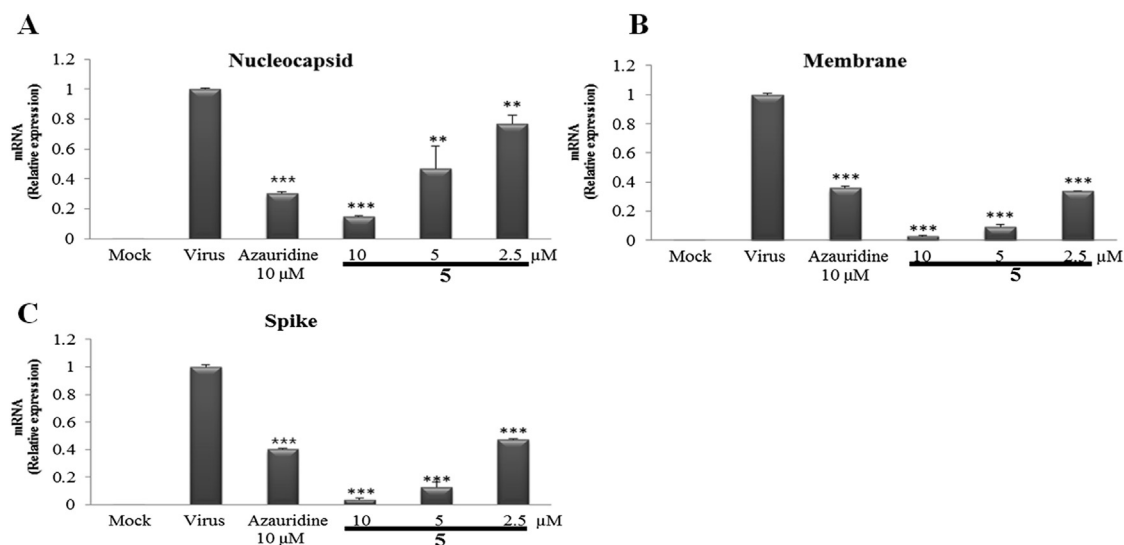 A
Nucleocapsid
mRNA
(Relative expression)
1.2
1
0.8
0.6
0.4
0.2
0
***
***
**
**
Mock Virus Azauridine 10 5 2.5 µM
10 µM
5
B
Membrane
mRNA
(Relative expression)
1.2
1
0.8
0.6
0.4
0.2
0
***
***
***
***
Mock Virus Azauridine 10 5 2.5 µM
10 µM
5
C
Spike
mRNA
(Relative expression)
1.2
1
0.8
0.6
0.4
0.2
0
***
***
***
***
Mock Virus Azauridine 10 5 2.5 µM
10 µM
5